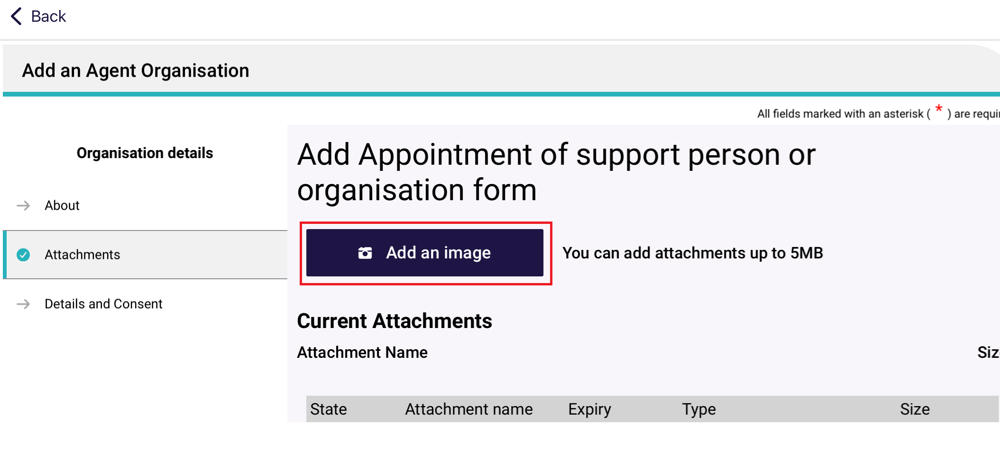 Back
Add an Agent Organisation
All fields marked with an asterisk ( * ) are
Organisation details
About
Attachments
Details and Consent
Add Appointment of support person or
organisation form
Add an image
You can add attachments up to 5MB
Current Attachments
Attachment Name
State Attachment name Expiry Type Size